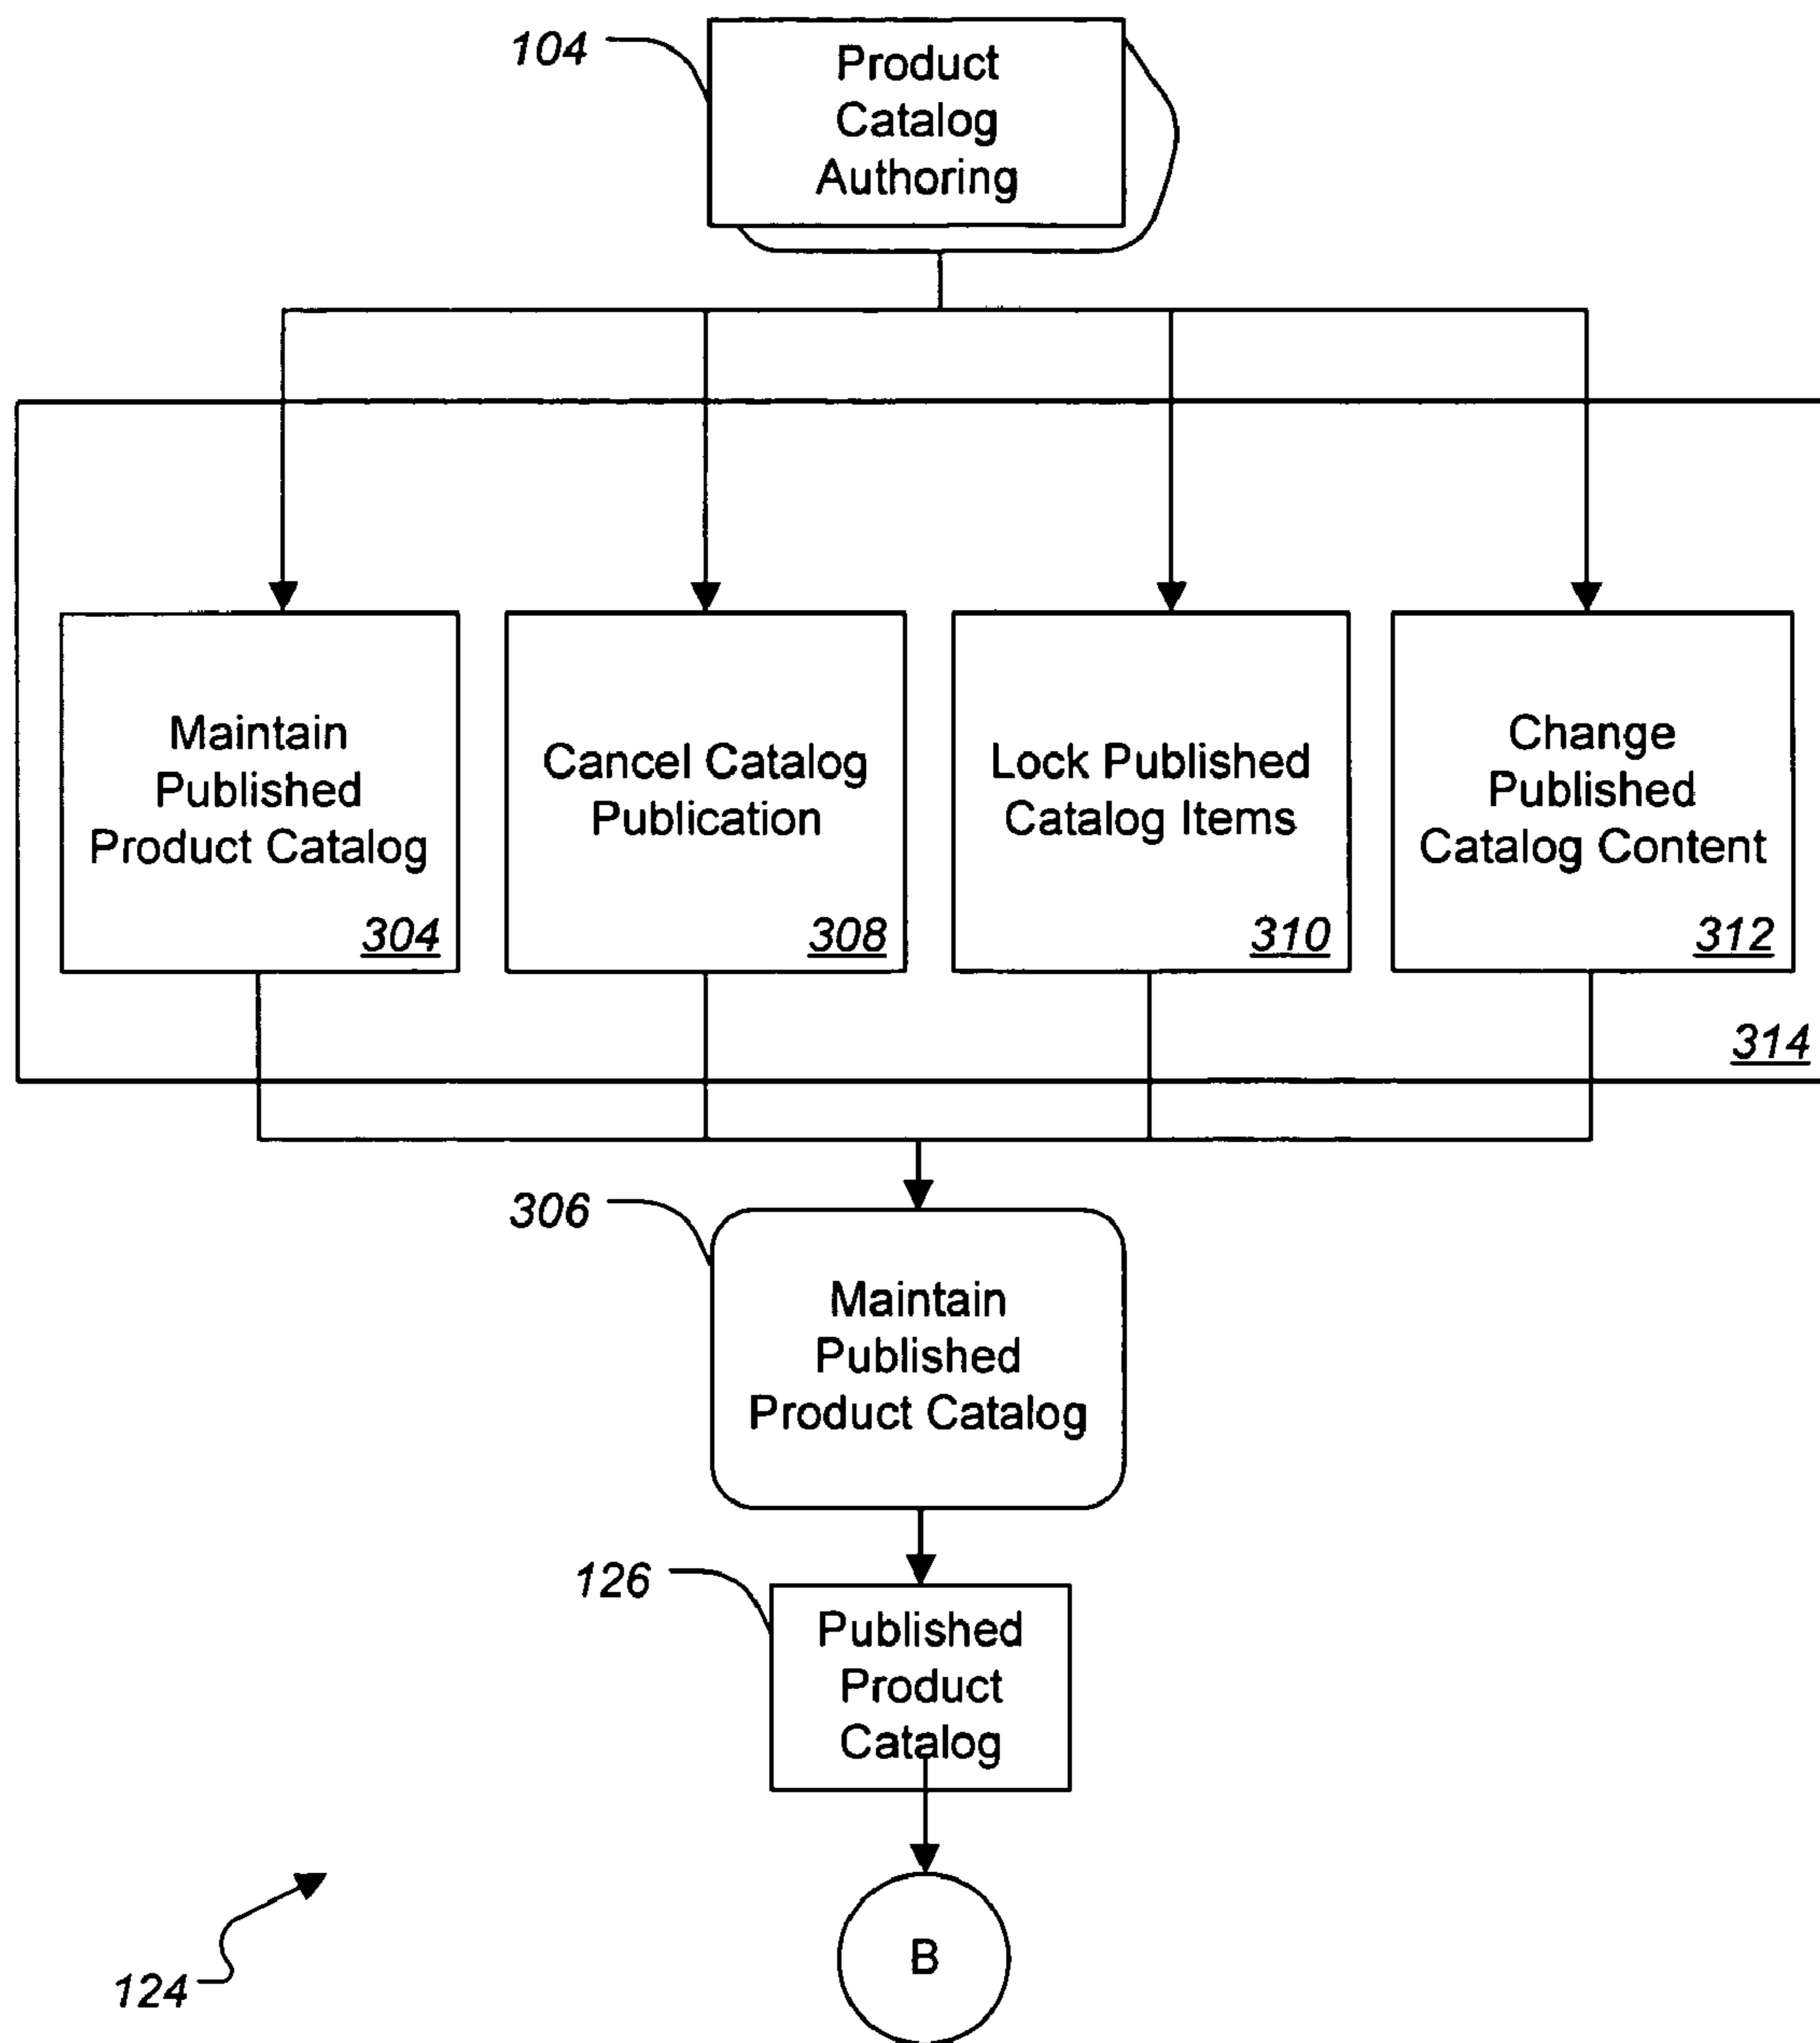 104
Product
Catalog
Authoring
Maintain
Published
Product Catalog
304
Cancel Catalog
Publication
308
Lock Published
Catalog Items
310
Change
Published
Catalog Content
312
314
306
Maintain
Published
Product Catalog
126
Published
Product
Catalog
B
124